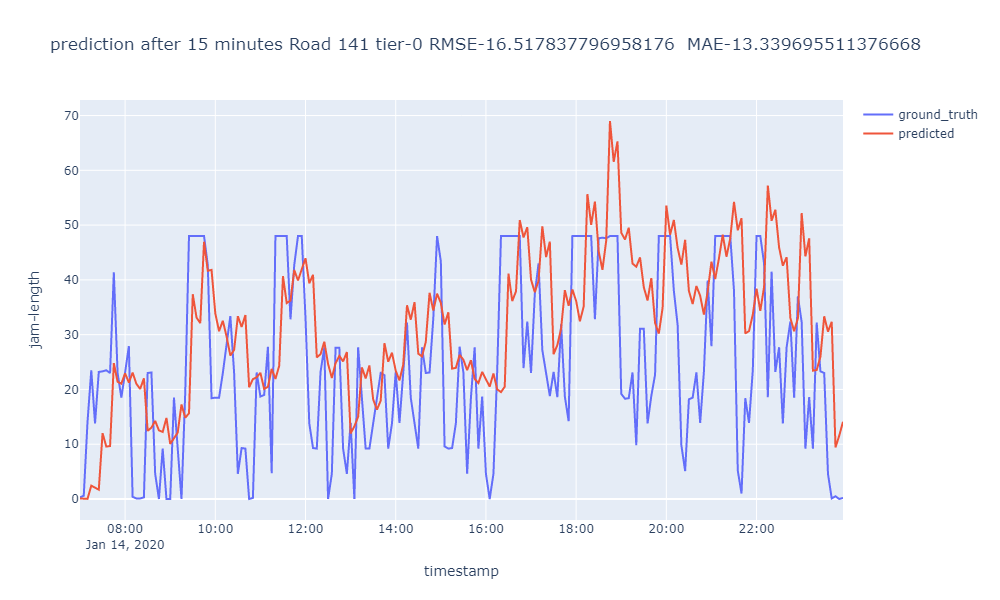 prediction after 15 minutes Road 141 tier-0 RMSE-16.517837796958176  MAE-13.339695511376668
ground_truth
predicted
70
60
50
40
30
20
10
0
jam-length
08:00 10:00 12:00 14:00 16:00 18:00 20:00 22:00
Jan 14, 2020
timestamp